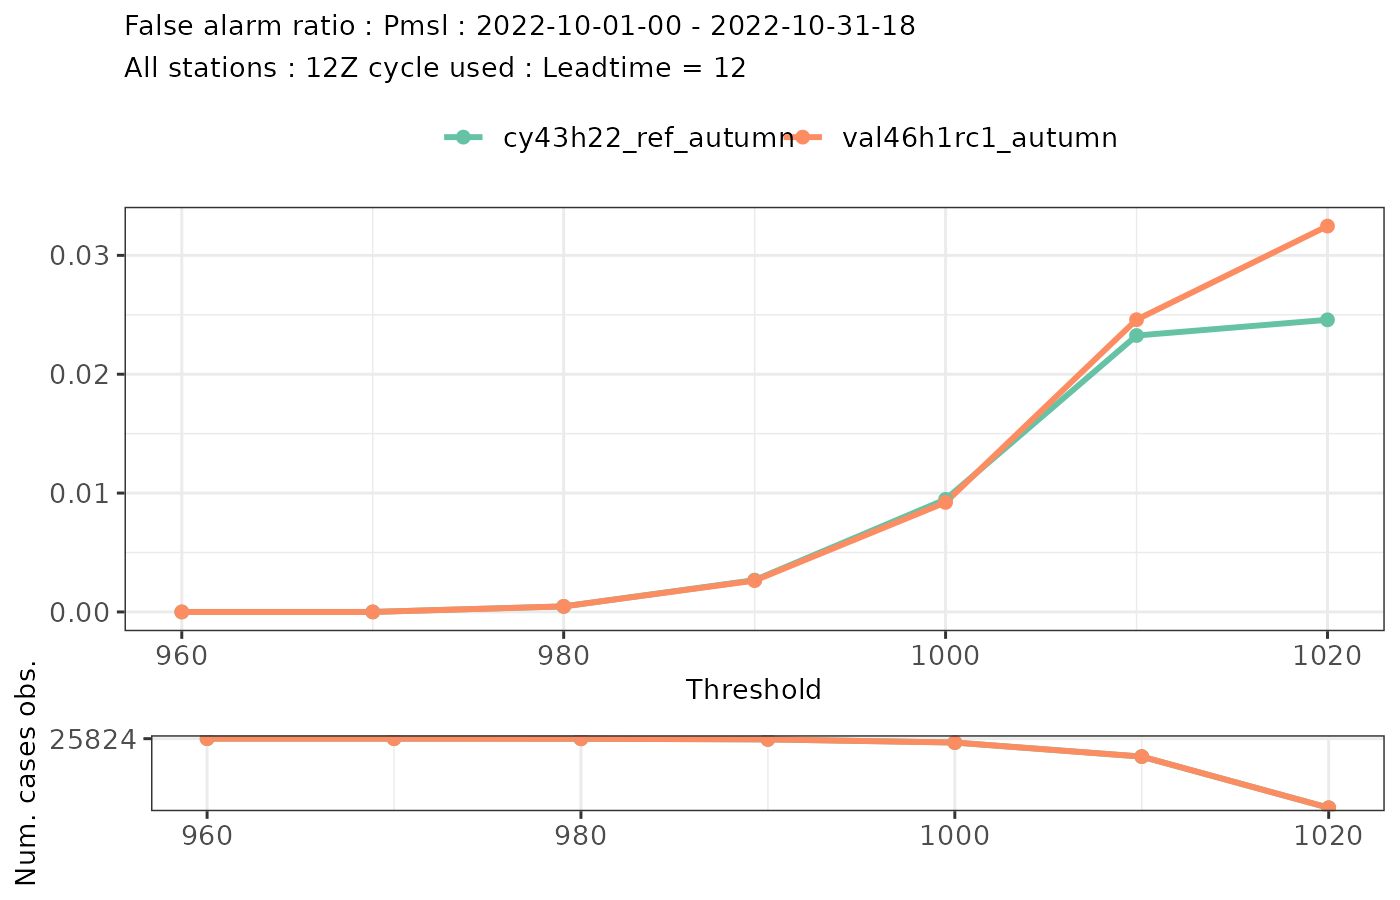 False alarm ratio : Pmsl : 2022-10-01-00 - 2022-10-31-18
All stations : 12Z cycle used : Leadtime = 12
cy43h22_ref_autumn val46h1rc1_autumn
0.03
0.02
0.01
0.00
960 980 1000 1020
Threshold
Num. cases obs.
25824
960 980 1000 1020